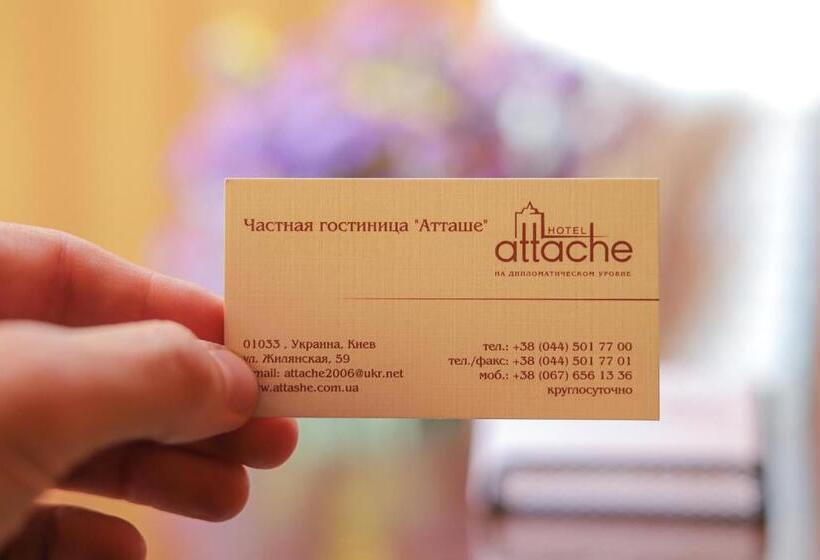 Частная гостиница "Атташе"
HOTEL
attache
НА ДИПЛОМАТИЧЕСКОМ УРОВНЕ
01033 , Украина, Киев
ул. Жилянская, 59
mail: attache2006@ukr.net
www.attashe.com.ua
тел.: +38 (044) 501 77 00
тел./факс: +38 (044) 501 77 01
моб.: +38 (067) 656 13 36
круглосуточно